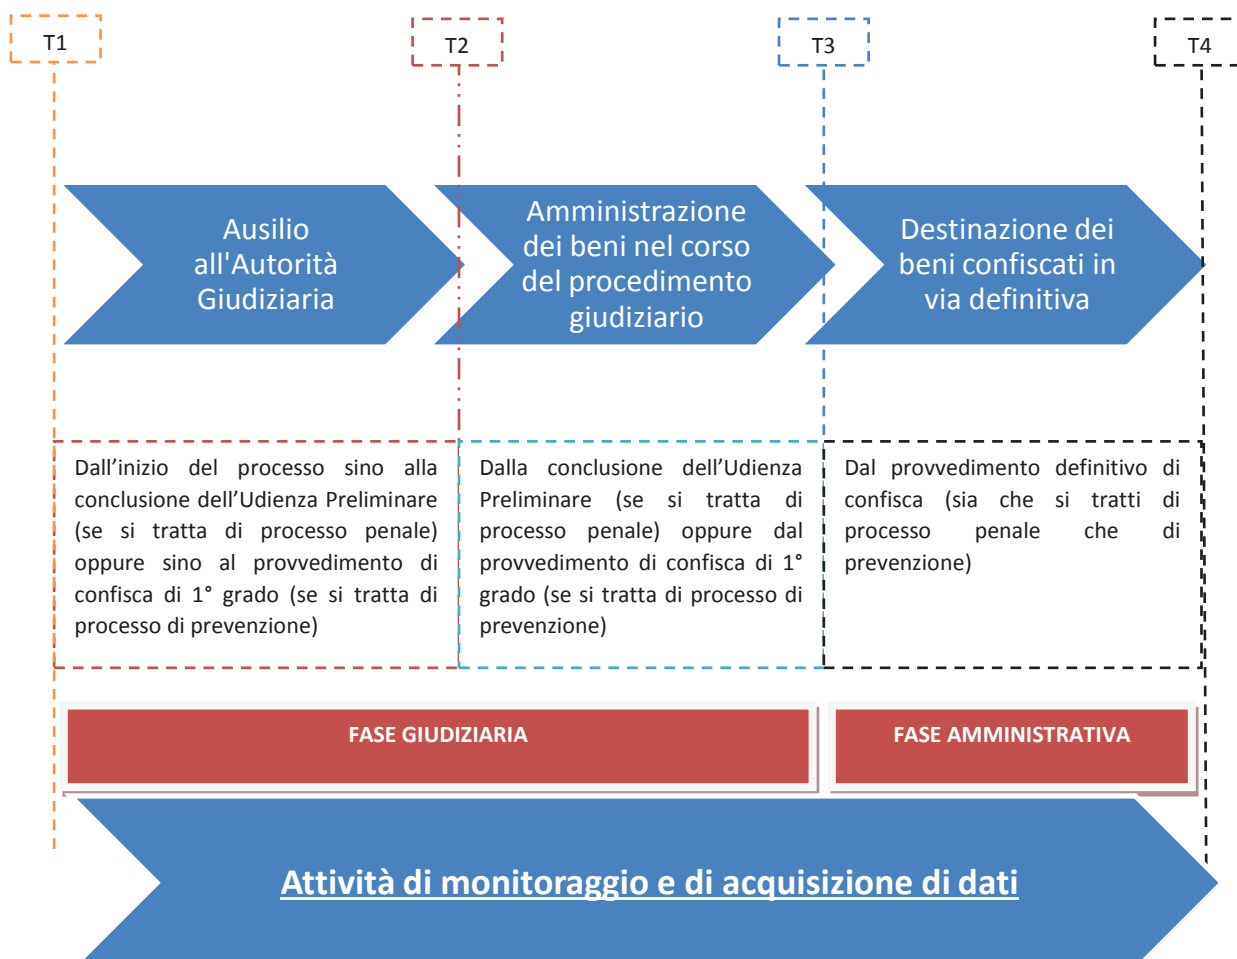 T1
T2
T3
T4
Ausilio
all'Autorità
Giudiziaria
Amministrazione
dei beni nel corso
del procedimento
giudiziario
Destinazione dei
beni confiscati in
via definitiva
Dall’inizio del processo sino alla
conclusione dell’Udienza Preliminare
(se si tratta di processo penale)
oppure sino al provvedimento di
confisca di 1° grado (se si tratta di
processo di prevenzione)
Dalla conclusione dell’Udienza
Preliminare (se si tratta di
processo penale) oppure dal
provvedimento di confisca di 1°
grado (se si tratta di processo di
prevenzione)
Dal provvedimento definitivo di
confisca (sia che si tratti di
processo penale che di
prevenzione)
FASE GIUDIZIARIA
FASE AMMINISTRATIVA
Attività di monitoraggio e di acquisizione di dati